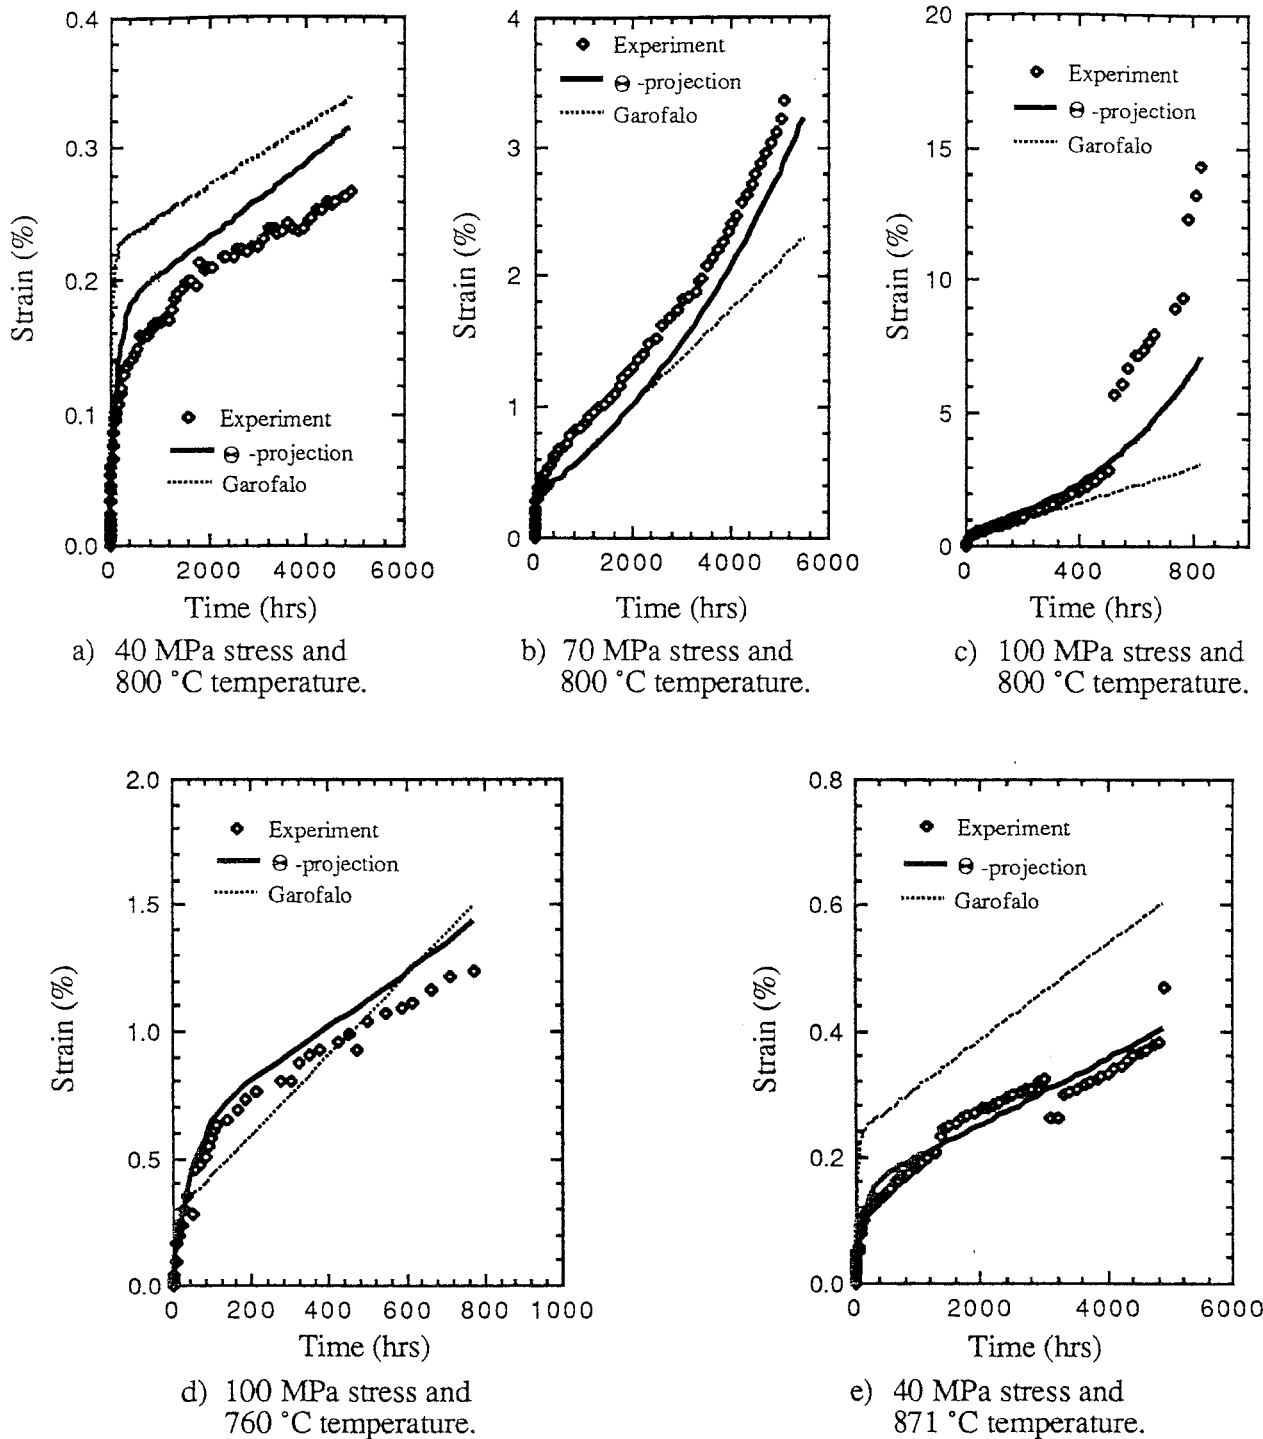 0.4
0.3
0.2
0.1
0.0
Strain (%)
Experiment
Θ -projection
Garofalo
0 2000 4000 6000
Time (hrs)
a) 40 MPa stress and
800 °C temperature.
4
3
2
1
0
Strain (%)
Experiment
Θ -projection
Garofalo
0 2000 4000 6000
Time (hrs)
b) 70 MPa stress and
800 °C temperature.
20
15
10
5
0
Strain (%)
Experiment
Θ -projection
Garofalo
0 400 800
Time (hrs)
c) 100 MPa stress and
800 °C temperature.
2.0
1.5
1.0
0.5
0.0
Strain (%)
Experiment
Θ -projection
Garofalo
0 200 400 600 800 1000
Time (hrs)
d) 100 MPa stress and
760 °C temperature.
0.8
0.6
0.4
0.2
0.0
Strain (%)
Experiment
Θ -projection
Garofalo
0 2000 4000 6000
Time (hrs)
e) 40 MPa stress and
871 °C temperature.